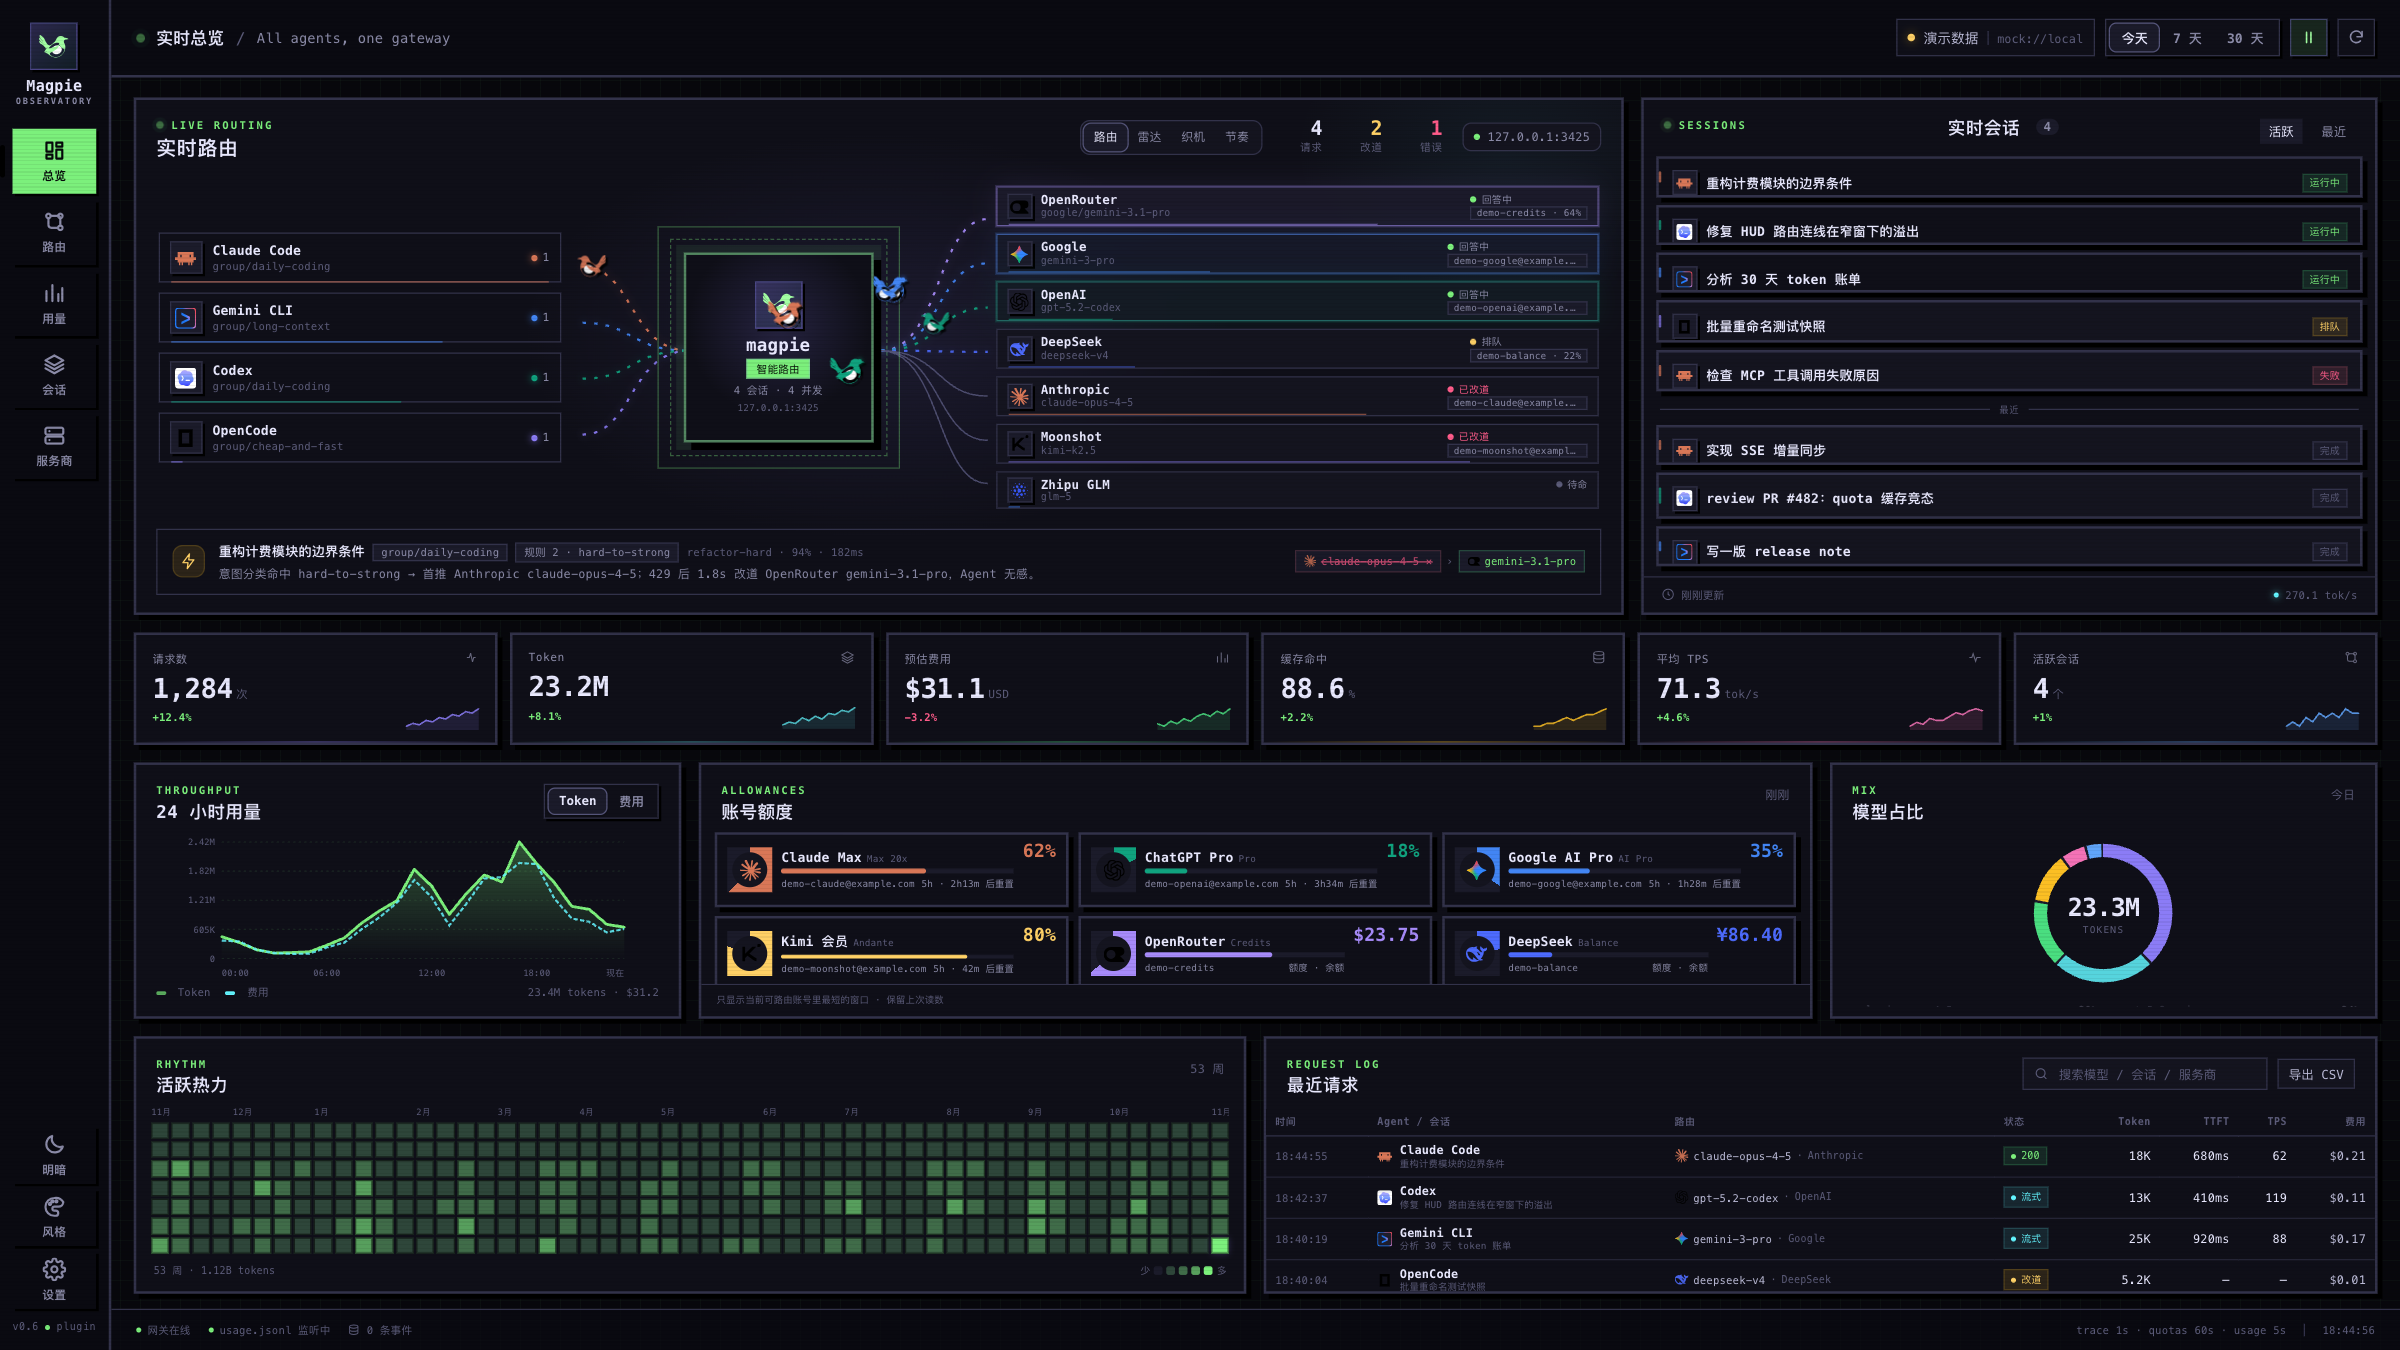 Magpie
OBSERVATORY
总览
路由
用量
会话
服务商
明暗
风格
设置
v0.6 plugin
实时总览 / All agents, one gateway
演示数据 mock://local
今天 7 天 30 天
LIVE ROUTING
实时路由
路由 雷达 织机 节奏
4 请求
2 改道
1 错误
127.0.0.1:3425
Claude Code 1
group/daily-coding
Gemini CLI 1
group/long-context
Codex 1
group/daily-coding
OpenCode 1
group/cheap-and-fast
magpie
智能路由
4 会话 · 4 并发
127.0.0.1:3425
OpenRouter 回答中
google/gemini-3.1-pro demo-credits · 64%
Google 回答中
gemini-3-pro demo-google@example.…
OpenAI 回答中
gpt-5.2-codex demo-openai@example.…
DeepSeek 排队
deepseek-v4 demo-balance · 22%
Anthropic 已改道
claude-opus-4-5 demo-claude@example.…
Moonshot 已改道
kimi-k2.5 demo-moonshot@exampl…
Zhipu GLM 待命
glm-5
重构计费模块的边界条件 group/daily-coding 规则 2 · hard-to-strong refactor-hard · 94% · 182ms
意图分类命中 hard-to-strong → 首推 Anthropic claude-opus-4-5；429 后 1.8s 改道 OpenRouter gemini-3.1-pro，Agent 无感。
claude-opus-4-5 × › gemini-3.1-pro
SESSIONS
实时会话 4
活跃 最近
重构计费模块的边界条件 运行中
修复 HUD 路由连线在窄窗下的溢出 运行中
分析 30 天 token 账单 运行中
批量重命名测试快照 排队
检查 MCP 工具调用失败原因 失败
最近
实现 SSE 增量同步 完成
review PR #482：quota 缓存竞态 完成
写一版 release note 完成
刚刚更新 270.1 tok/s
请求数
1,284 次
+12.4%
Token
23.2M
+8.1%
预估费用
$31.1 USD
−3.2%
缓存命中
88.6 %
+2.2%
平均 TPS
71.3 tok/s
+4.6%
活跃会话
4 个
+1%
THROUGHPUT
24 小时用量
Token 费用
2.42M
1.82M
1.21M
605K
0
00:00 06:00 12:00 18:00 现在
Token 费用 23.4M tokens · $31.2
ALLOWANCES
账号额度
刚刚
Claude Max Max 20x 62%
demo-claude@example.com 5h · 2h13m 后重置
ChatGPT Pro Pro 18%
demo-openai@example.com 5h · 3h34m 后重置
Google AI Pro AI Pro 35%
demo-google@example.com 5h · 1h28m 后重置
Kimi 会员 Andante 80%
demo-moonshot@example.com 5h · 42m 后重置
OpenRouter Credits $23.75
demo-credits 额度 · 余额
DeepSeek Balance ¥86.40
demo-balance 额度 · 余额
只显示当前可路由账号里最短的窗口 · 保留上次读数
MIX
模型占比
今日
23.3M
TOKENS
RHYTHM
活跃热力
53 周
11月 12月 1月 2月 3月 4月 5月 6月 7月 8月 9月 10月 11月
53 周 · 1.12B tokens 少 多
REQUEST LOG
最近请求
搜索模型 / 会话 / 服务商
导出 CSV
时间 Agent / 会话 路由 状态 Token TTFT TPS 费用
18:44:55 Claude Code claude-opus-4-5 · Anthropic 200 18K 680ms 62 $0.21
重构计费模块的边界条件
18:42:37 Codex gpt-5.2-codex · OpenAI 流式 13K 410ms 119 $0.11
修复 HUD 路由连线在窄窗下的溢出
18:40:19 Gemini CLI gemini-3-pro · Google 流式 25K 920ms 88 $0.17
分析 30 天 token 账单
18:40:04 OpenCode deepseek-v4 · DeepSeek 改道 5.2K — — $0.01
批量重命名测试快照
网关在线 usage.jsonl 监听中 0 条事件
trace 1s · quotas 60s · usage 5s | 18:44:56